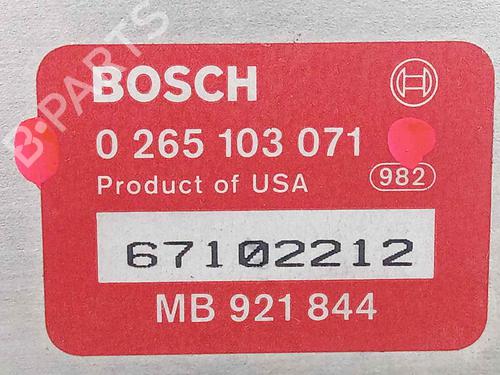 B-PARTS
BOSCH
0 265 103 071
Product of USA 982
67102212
MB 921 844